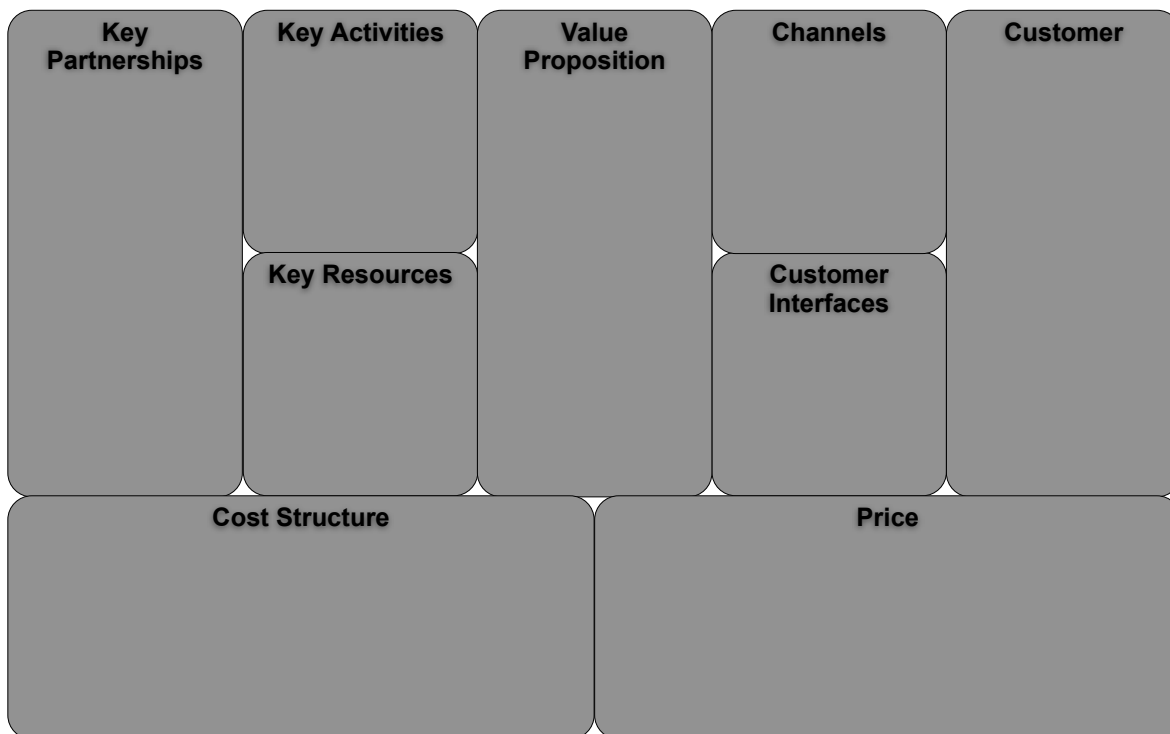 Key
Partnerships
Key Activities
Value
Proposition
Channels
Customer
Key Resources
Customer
Interfaces
Cost Structure
Price